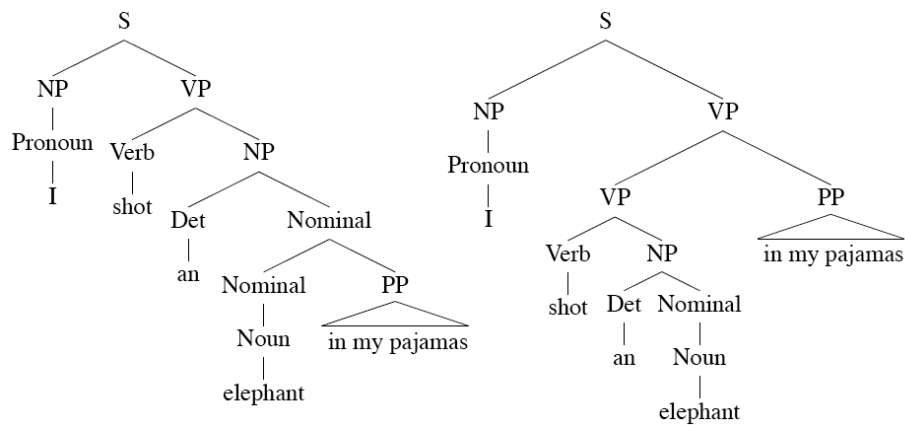 S
NP VP
Pronoun Verb NP
I shot Det Nominal
an Nominal PP
Noun in my pajamas
elephant
S
NP VP
Pronoun VP PP
I Verb NP in my pajamas
shot Det Nominal
an Noun
elephant